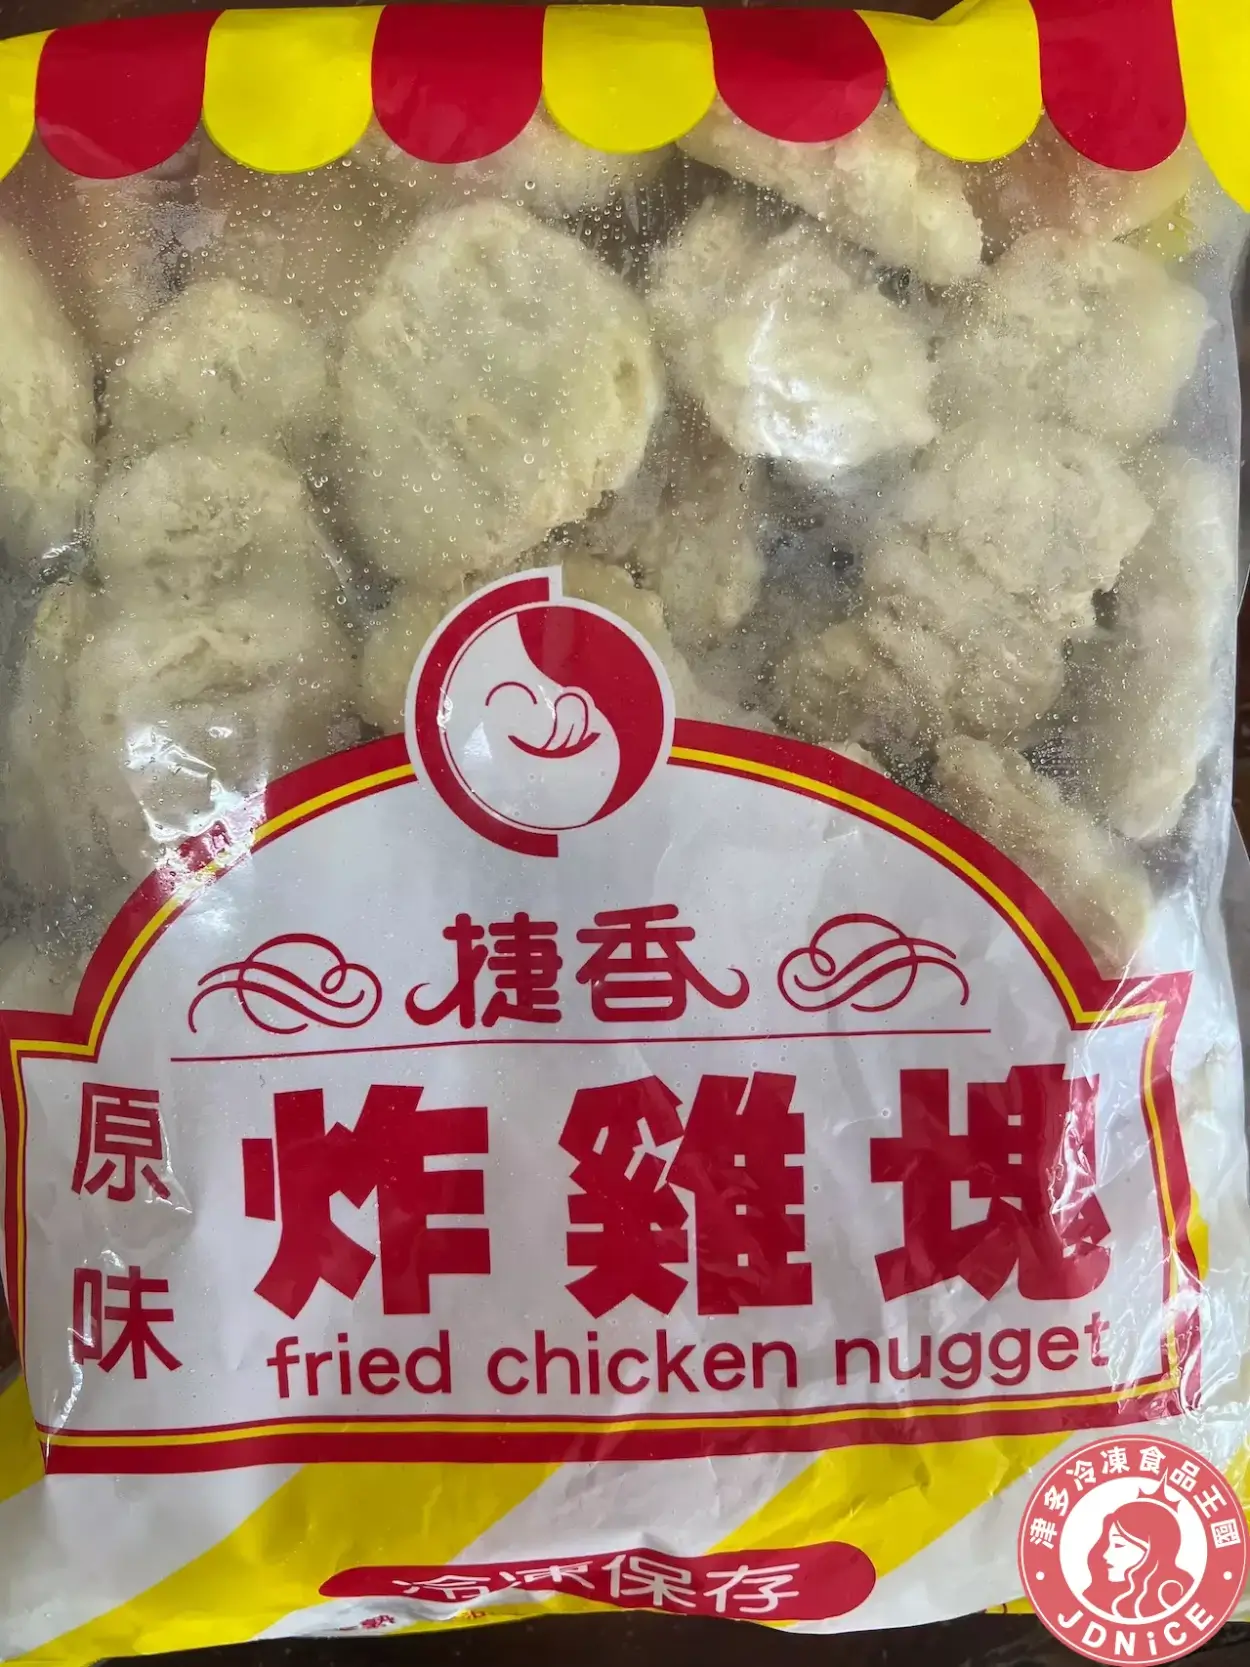 捷香
原味
炸雞塊
fried chicken nugget
冷凍保存
津多冷凍食品王國
JDNiCE